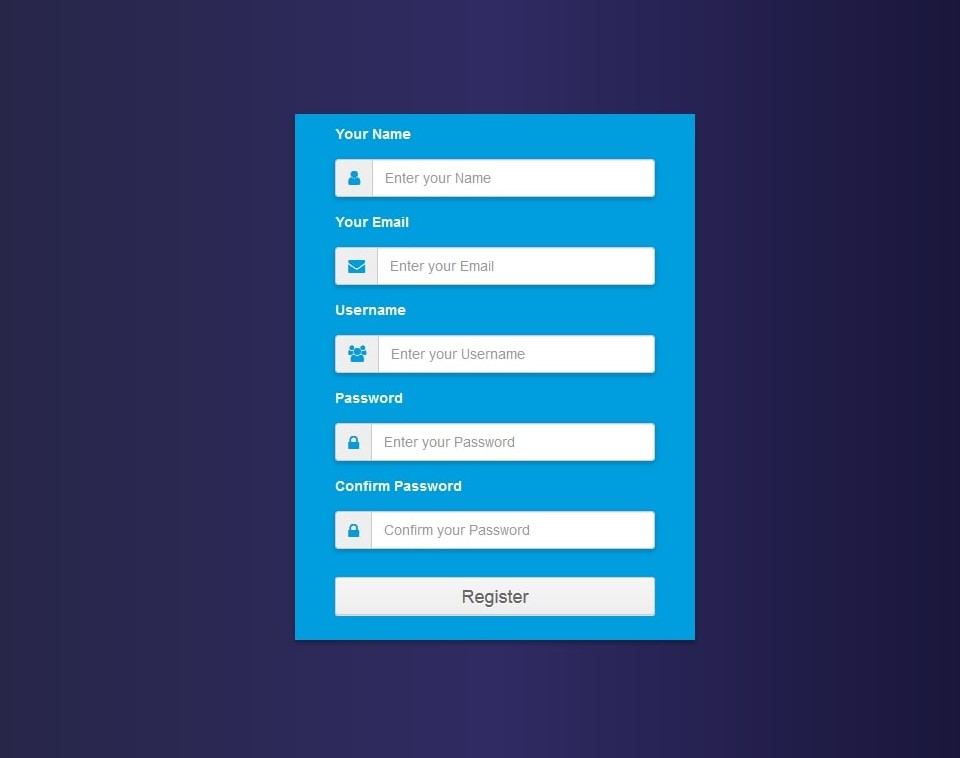 Your Name
Enter your Name
Your Email
Enter your Email
Username
Enter your Username
Password
Enter your Password
Confirm Password
Confirm your Password
Register